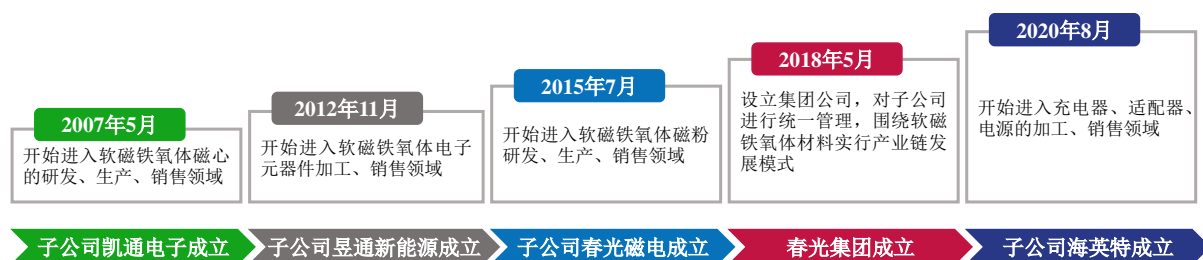 2007年5月
开始进入软磁铁氧体磁心
的研发、生产、销售领域
子公司凯通电子成立
2012年11月
开始进入软磁铁氧体电子
元器件加工、销售领域
子公司昱通新能源成立
2015年7月
开始进入软磁铁氧体磁粉
研发、生产、销售领域
子公司春光磁电成立
2018年5月
设立集团公司，对子公司
进行统一管理，围绕软磁
铁氧体材料实行产业链发
展模式
春光集团成立
2020年8月
开始进入充电器、适配器、
电源的加工、销售领域
子公司海英特成立